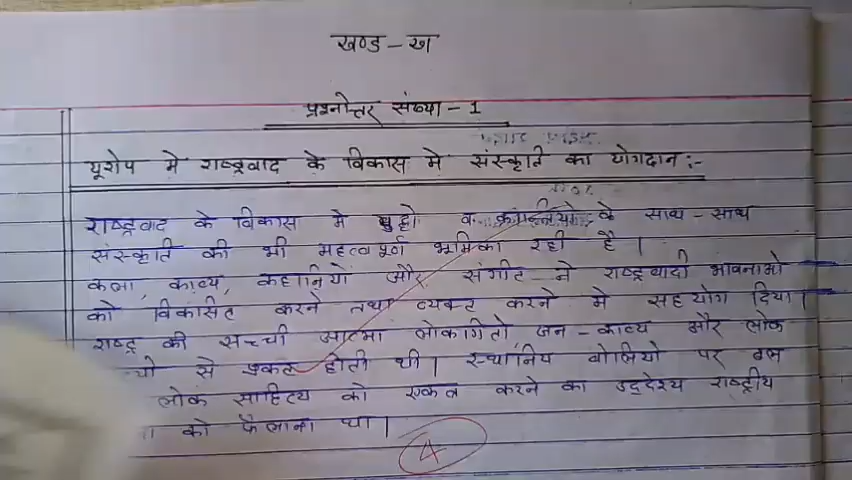 खण्ड - ख
प्रश्नोत्तर संख्या - 1
यूरोप मे राष्ट्रवाद के विकास मे संस्कृति का योगदान :-
राष्ट्रवाद के विकास मे युद्दो व के साथ - साथ
संस्कृति की भी महत्वपूर्ण भूमिका रही है ।
कला, काव्य, कहानियों और संगीत ने राष्ट्रवादी भावनाओ
को विकसित करने तथा व्यक्त करने मे सहयोग दिया ।
राष्ट्र की सच्ची आत्मा लोकगितो, जन - काव्य और लोक
से प्रकट होती थी । स्थानिय बोलियो पर बल
लोक साहित्य को एकत्र करने का उद्देश्य राष्ट्रीय
को फैलाना था ।
4